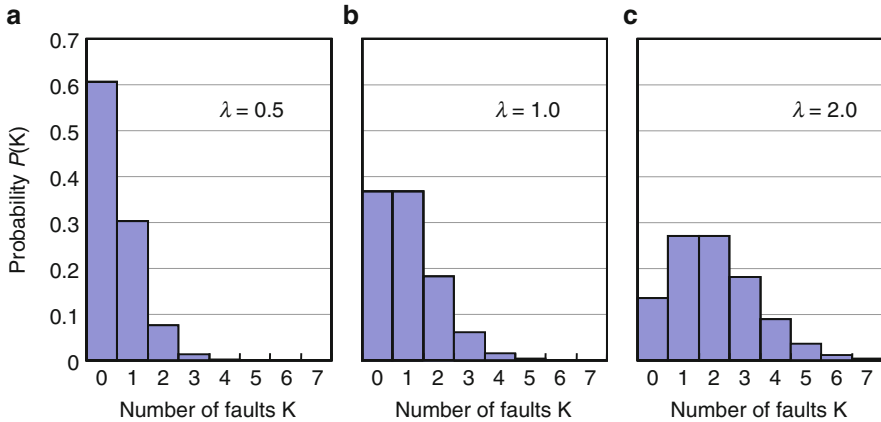 a
b
c
0.7
0.6
0.5
0.4
0.3
0.2
0.1
0
Probability P(K)
λ = 0.5
λ = 1.0
λ = 2.0
0 1 2 3 4 5 6 7
0 1 2 3 4 5 6 7
0 1 2 3 4 5 6 7
Number of faults K
Number of faults K
Number of faults K